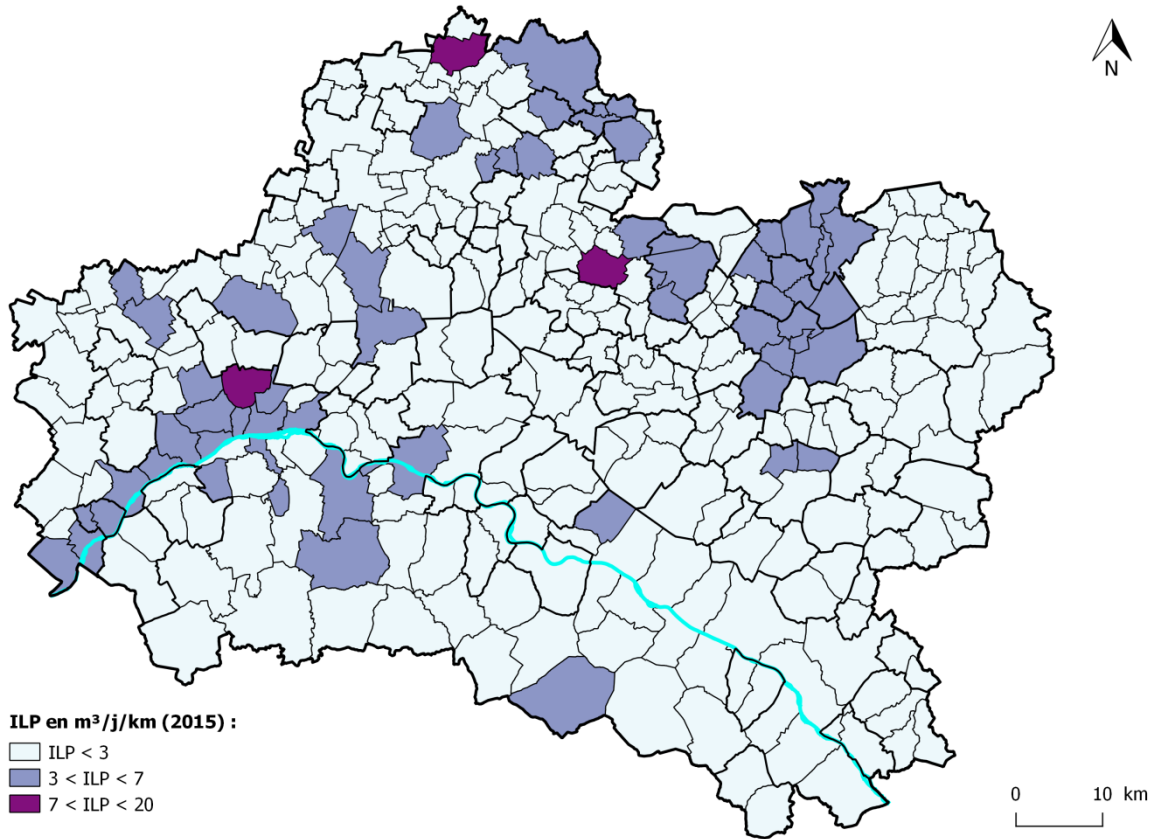 N
ILP en m³/j/km (2015) :
ILP < 3
3 < ILP < 7
7 < ILP < 20
0 10 km